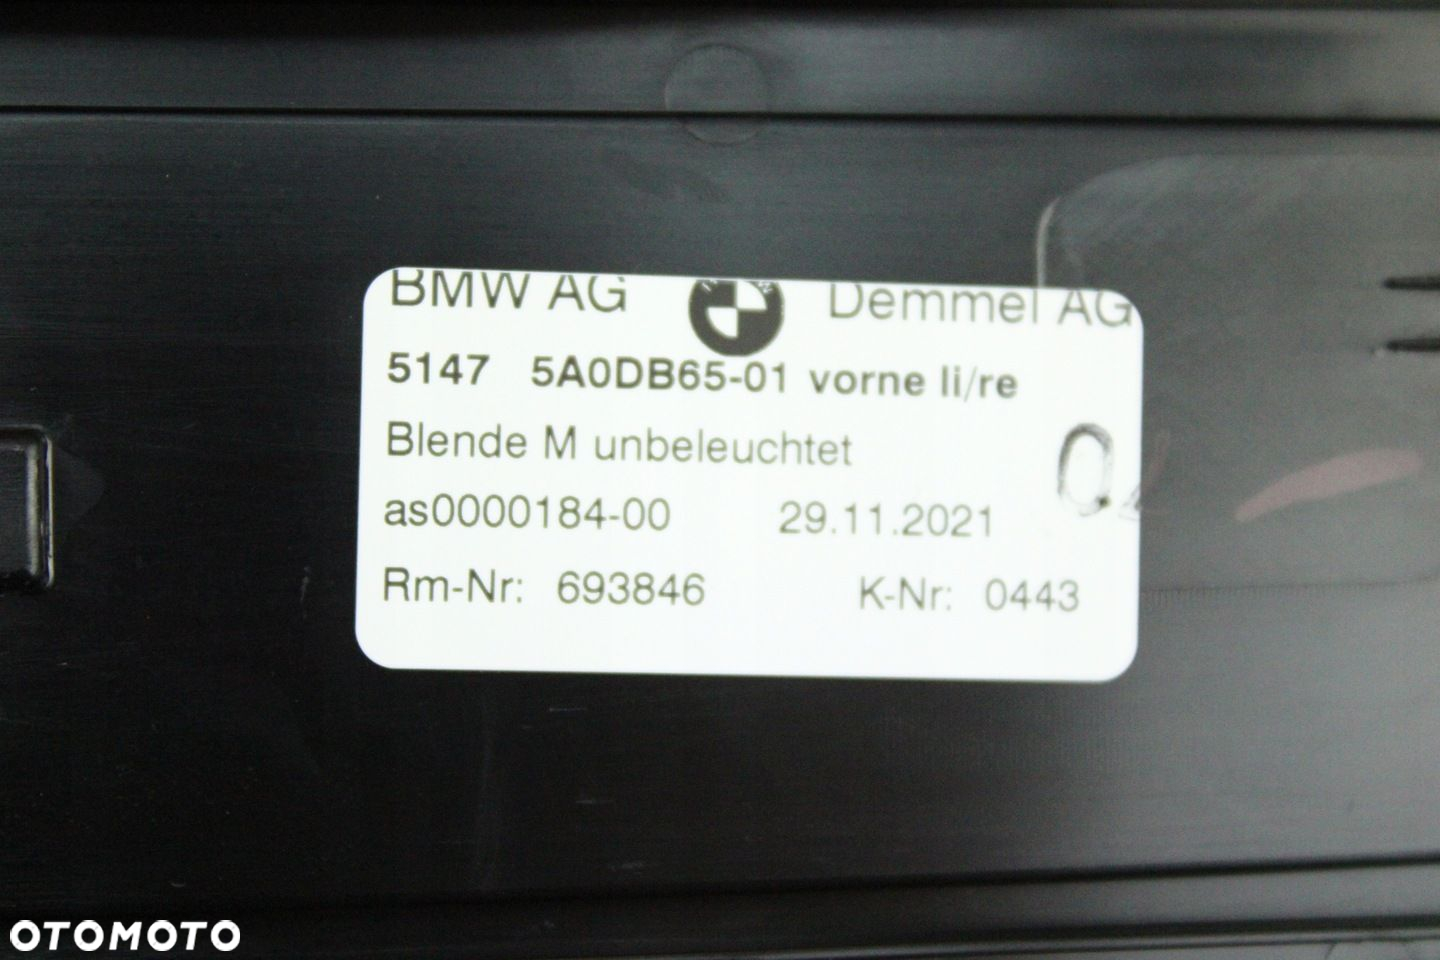 BMW AG Demmel AG
5147 5A0DB65-01 vorne li/re
Blende M unbeleuchtet
as0000184-00 29.11.2021
Rm-Nr: 693846 K-Nr: 0443
OTOMOTO